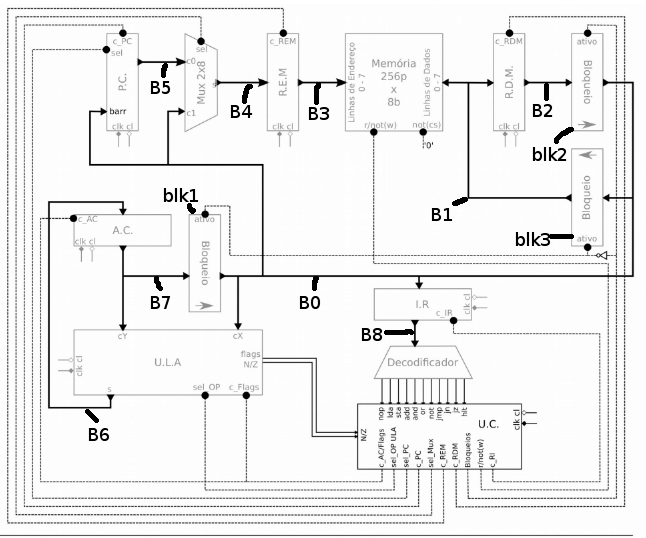 c_PC
sel
P.C.
barr
clk cl
B5
sel
c0
Mux 2x8
s
c1
B4
c_REM
R.E.M
clk cl
B3
Linhas de Endereço
0 - 7
Memória
256p
x
8b
Linhas de Dados
0 - 7
r/not(w)
not(cs)
'0'
c_RDM
R.D.M.
clk cl
B2
ativo
Bloqueio
blk2
Bloqueio
ativo
blk3
B1
blk1
c_AC
A.C.
clk cl
ativo
Bloqueio
B7
B0
I.R
clk cl
c_IR
B8
Decodificador
cY
cX
clk cl
U.L.A
flags
N/Z
s
sel_OP
c_Flags
B6
nop
lda
sta
add
and
or
not
jmp
jn
jz
hlt
U.C.
clk cl
N/Z
c_AC/Flags
sel_OP ULA
sel_PC
c_PC
sel_Mux
c_REM
c_RDM
Bloqueios
r/not(w)
c_RI